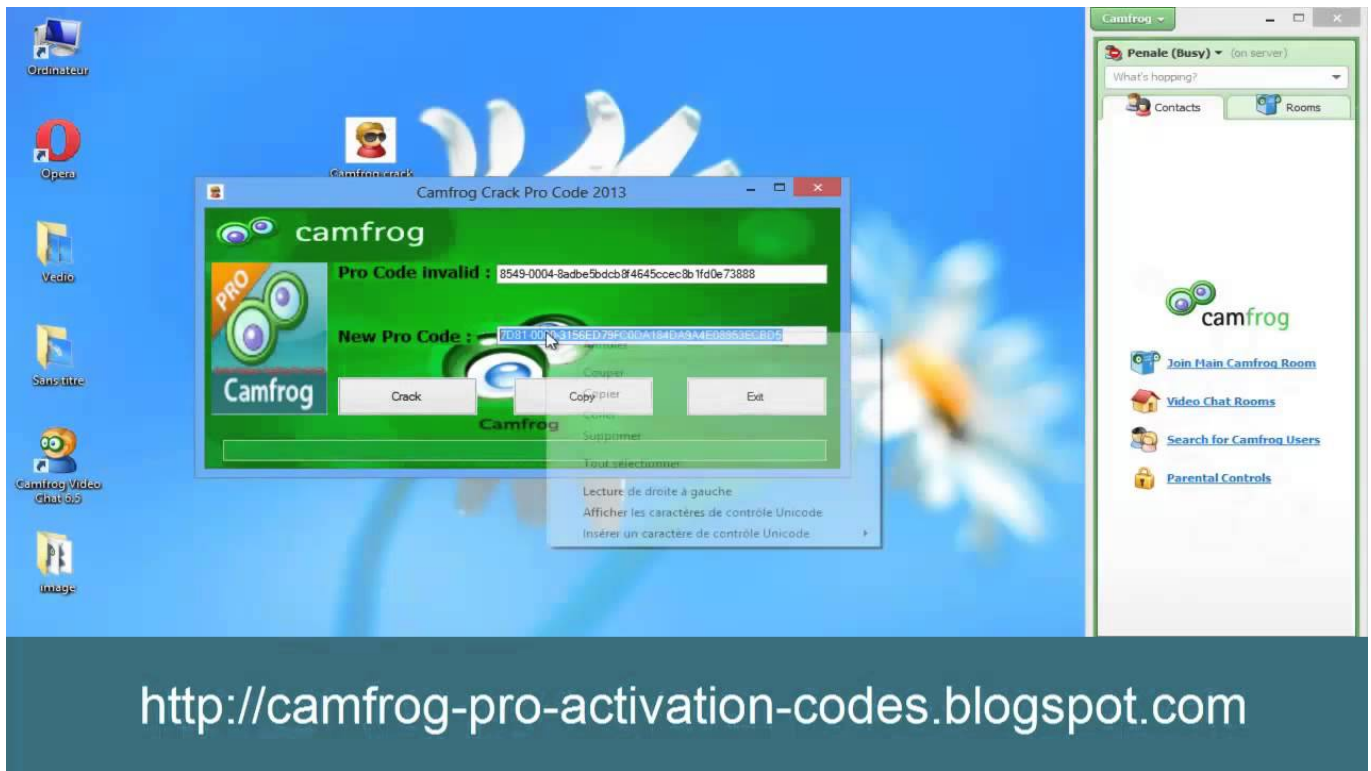 Ordinateur
Opera
Vedio
Sans titre
Camfrog Video
Chat 6.5
image
Camfrog crack
Camfrog Crack Pro Code 2013
camfrog
PRO
Camfrog
Pro Code invalid : 8549-0004-8adbe5bdcb8f4645ccec8b1fd0e73888
New Pro Code :
Crack
Copy
Exit
Camfrog
Annuler
Couper
Copier
Coller
Supprimer
Tout sélectionner
Lecture de droite à gauche
Afficher les caractères de contrôle Unicode
Insérer un caractère de contrôle Unicode
Camfrog
Penale (Busy) (on server)
What's hopping?
Contacts
Rooms
camfrog
Join Main Camfrog Room
Video Chat Rooms
Search for Camfrog Users
Parental Controls
http://camfrog-pro-activation-codes.blogspot.com